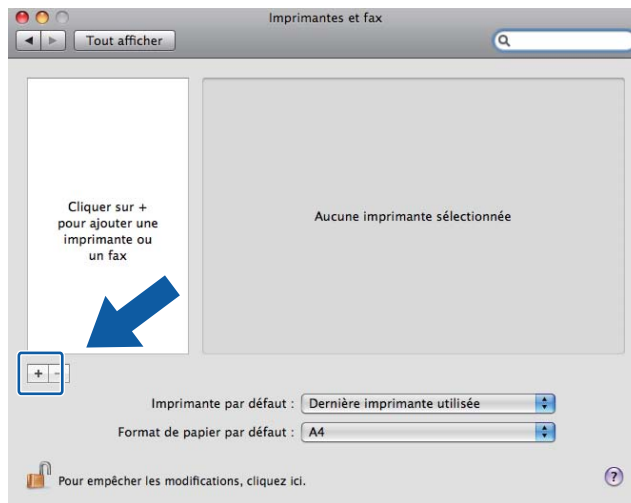 Imprimantes et fax
Tout afficher
Cliquer sur +
pour ajouter une
imprimante ou
un fax
Aucune imprimante sélectionnée
+ -
Imprimante par défaut : Dernière imprimante utilisée
Format de papier par défaut : A4
Pour empêcher les modifications, cliquez ici.
?